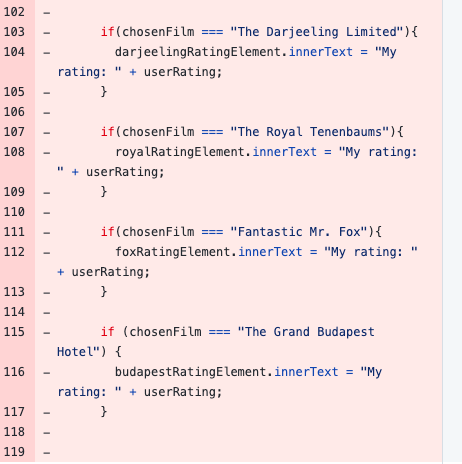 102 −
103 − if(chosenFilm === "The Darjeeling Limited"){
104 − darjeelingRatingElement.innerText = "My
rating: " + userRating;
105 − }
106 −
107 − if(chosenFilm === "The Royal Tenenbaums"){
108 − royalRatingElement.innerText = "My rating:
" + userRating;
109 − }
110 −
111 − if(chosenFilm === "Fantastic Mr. Fox"){
112 − foxRatingElement.innerText = "My rating: "
+ userRating;
113 − }
114 −
115 − if (chosenFilm === "The Grand Budapest
Hotel") {
116 − budapestRatingElement.innerText = "My
rating: " + userRating;
117 − }
118 −
119 −